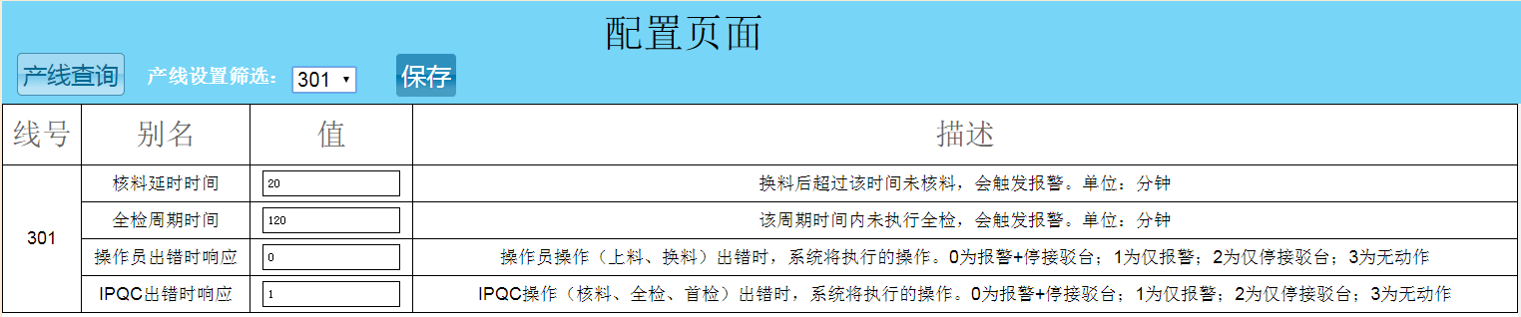 配置页面
产线查询 产线设置筛选： 301 保存
线号 别名 值 描述
301
核料延时时间 20 换料后超过该时间未核料，会触发报警。单位：分钟
全检周期时间 120 该周期时间内未执行全检，会触发报警。单位：分钟
操作员出错时响应 0 操作员操作（上料、换料）出错时，系统将执行的操作。0为报警+停接驳台；1为仅报警；2为仅停接驳台；3为无动作
IPQC出错时响应 1 IPQC操作（核料、全检、首检）出错时，系统将执行的操作。0为报警+停接驳台；1为仅报警；2为仅停接驳台；3为无动作